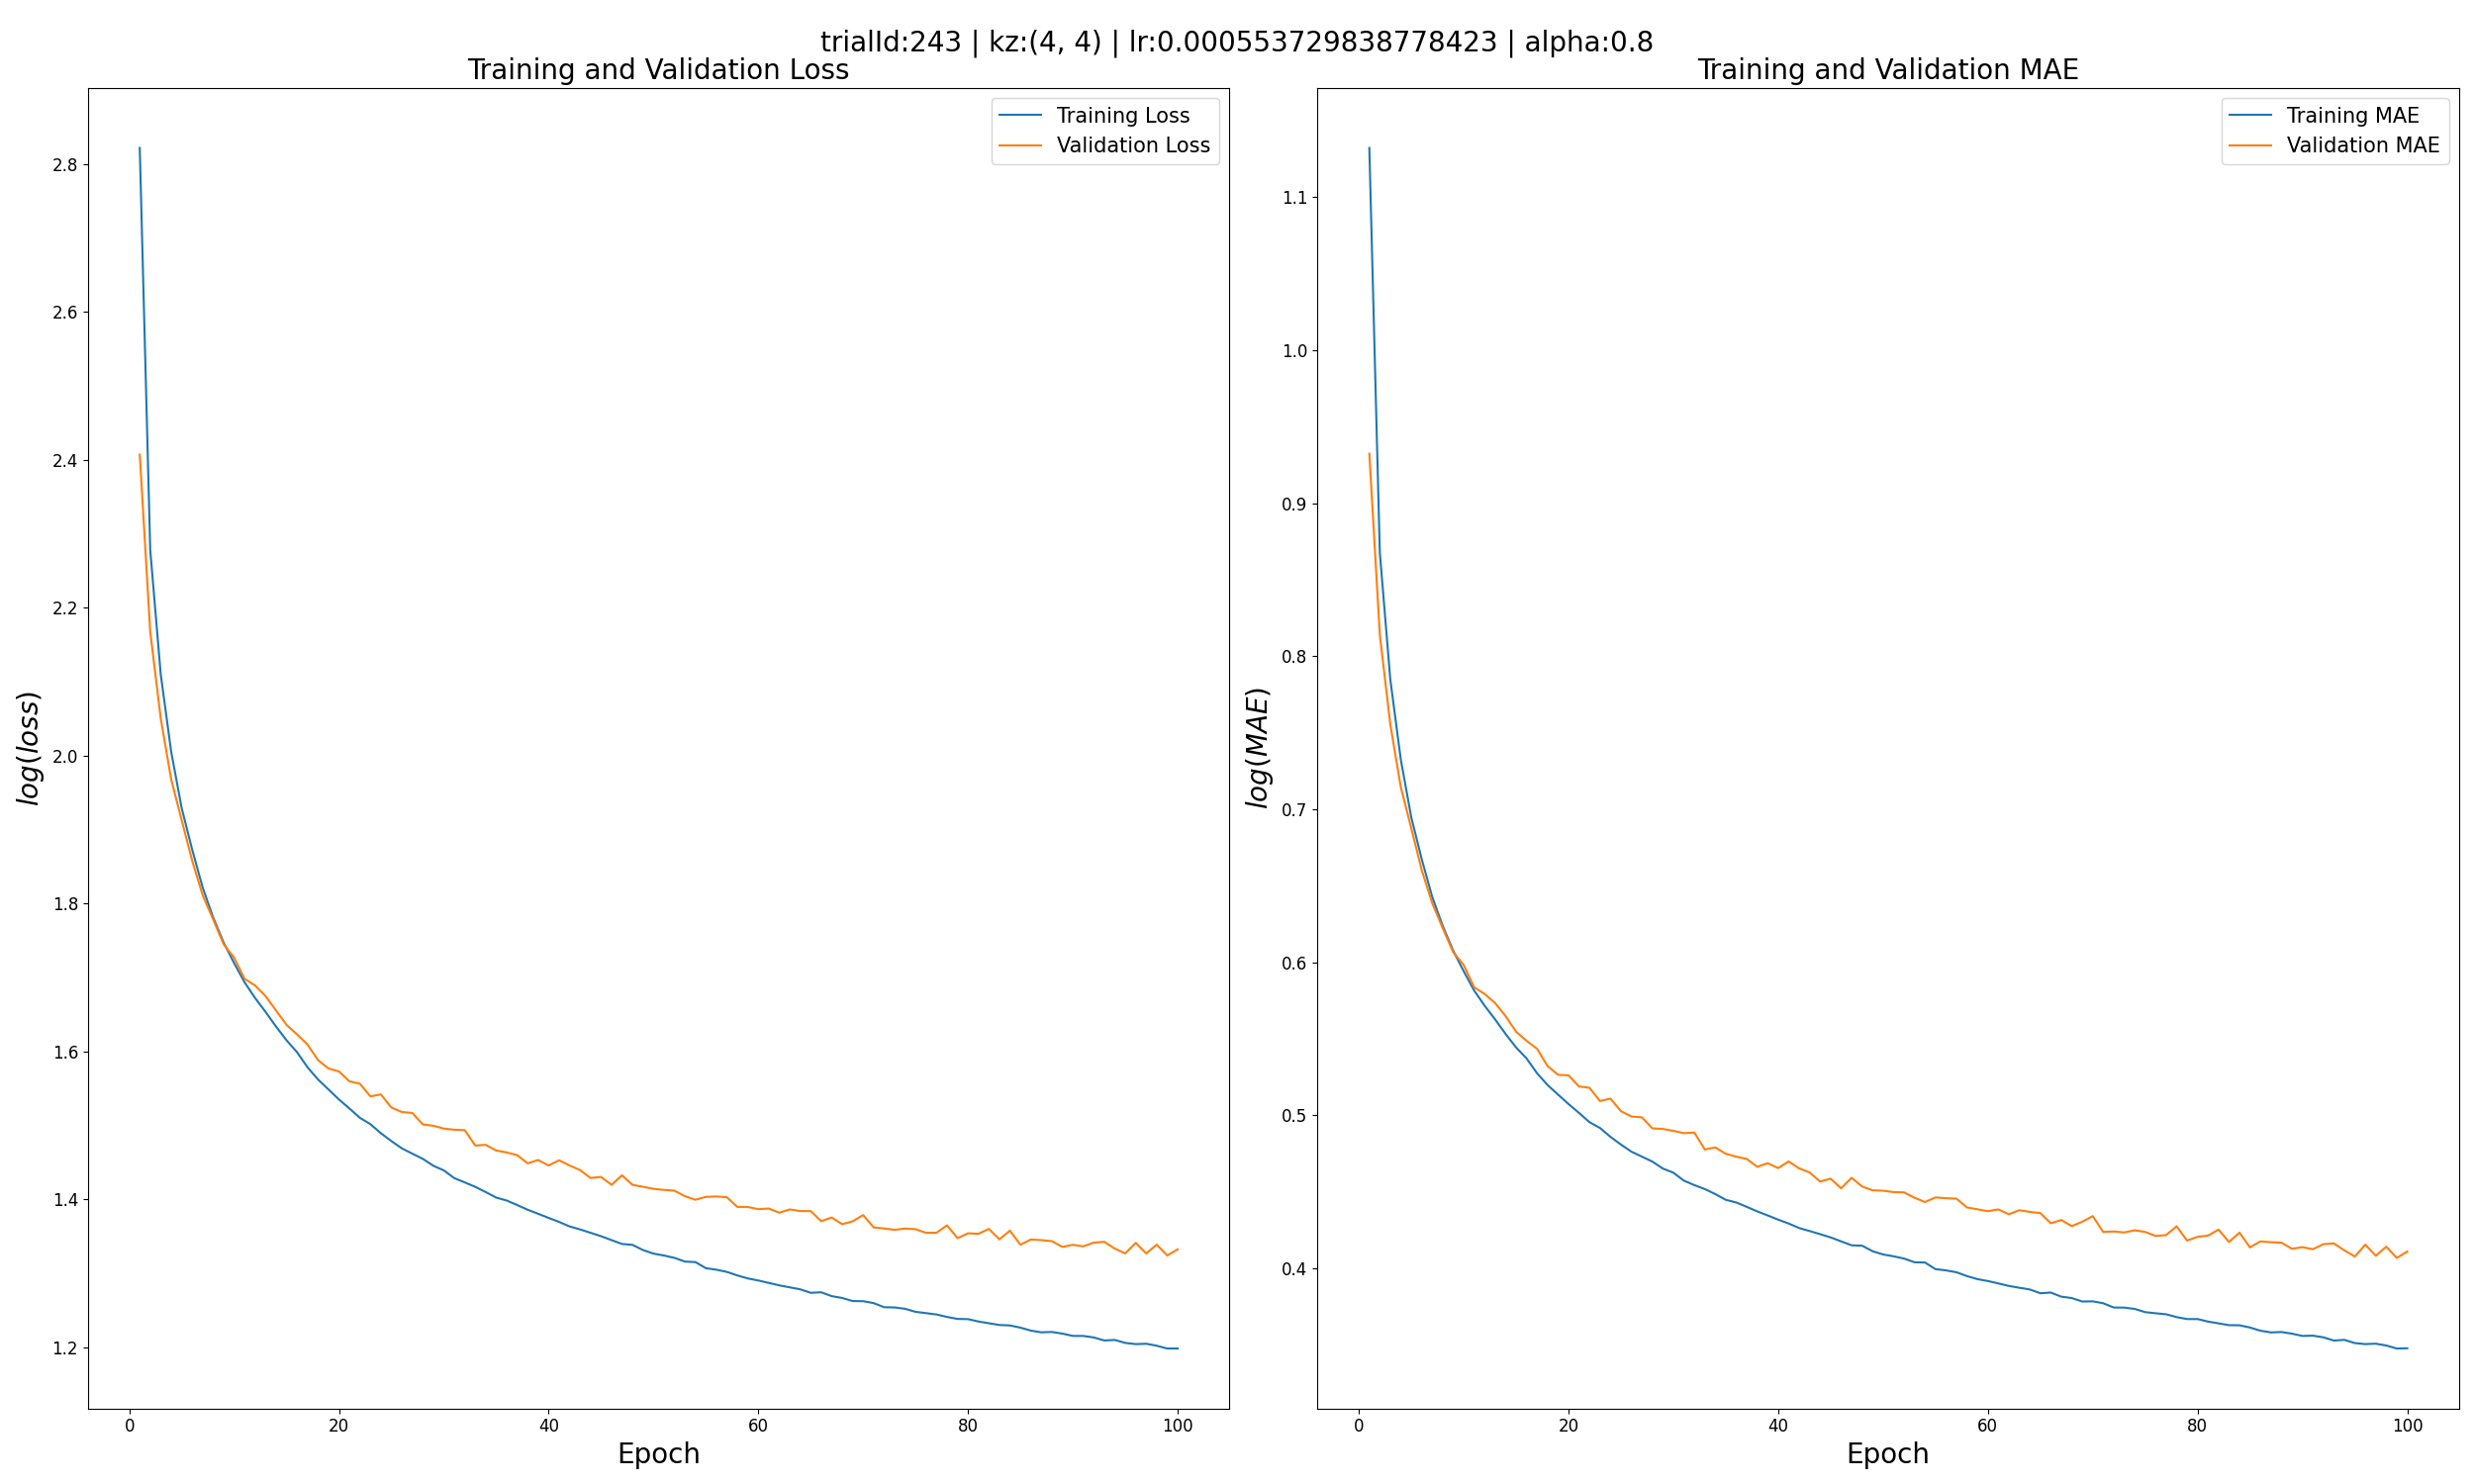 trialId:243 | kz:(4, 4) | lr:0.000553729838778423 | alpha:0.8
Training and Validation Loss
Training Loss
Validation Loss
2.8
2.6
2.4
2.2
2.0
1.8
1.6
1.4
1.2
log(loss)
0 20 40 60 80 100
Epoch
Training and Validation MAE
Training MAE
Validation MAE
1.1
1.0
0.9
0.8
0.7
0.6
0.5
0.4
log(MAE)
0 20 40 60 80 100
Epoch